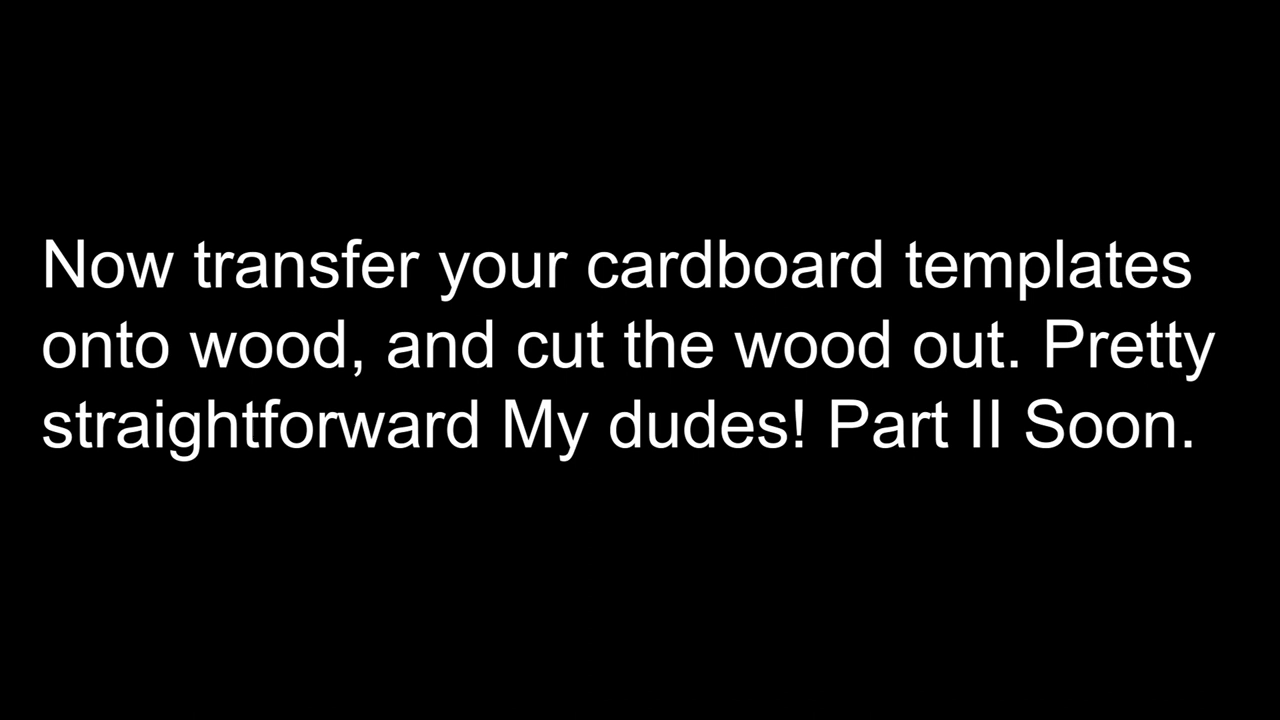 Now transfer your cardboard templates
onto wood, and cut the wood out. Pretty
straightforward My dudes! Part II Soon.